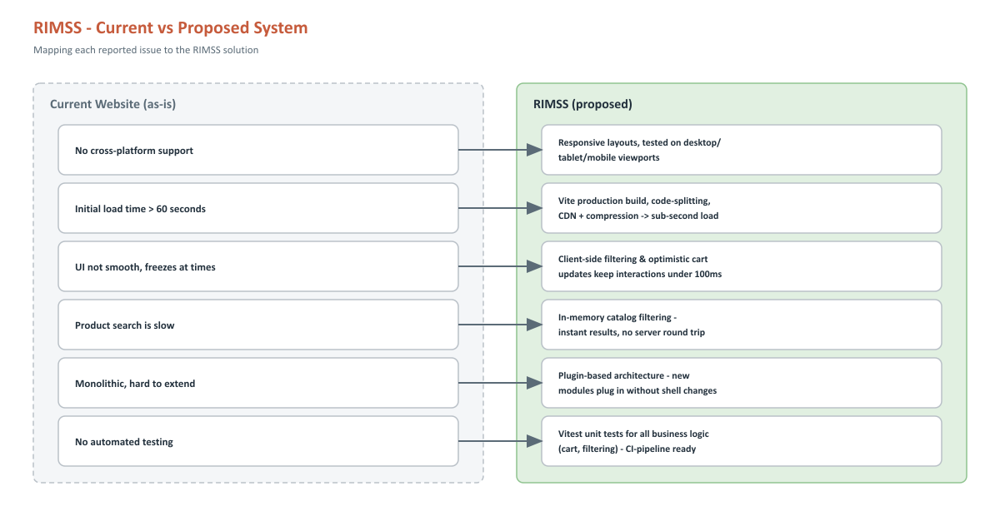 RIMSS - Current vs Proposed System
Mapping each reported issue to the RIMSS solution
Current Website (as-is)
RIMSS (proposed)
No cross-platform support
Responsive layouts, tested on desktop/
tablet/mobile viewports
Initial load time > 60 seconds
Vite production build, code-splitting,
CDN + compression -> sub-second load
UI not smooth, freezes at times
Client-side filtering & optimistic cart
updates keep interactions under 100ms
Product search is slow
In-memory catalog filtering -
instant results, no server round trip
Monolithic, hard to extend
Plugin-based architecture - new
modules plug in without shell changes
No automated testing
Vitest unit tests for all business logic
(cart, filtering) - CI-pipeline ready